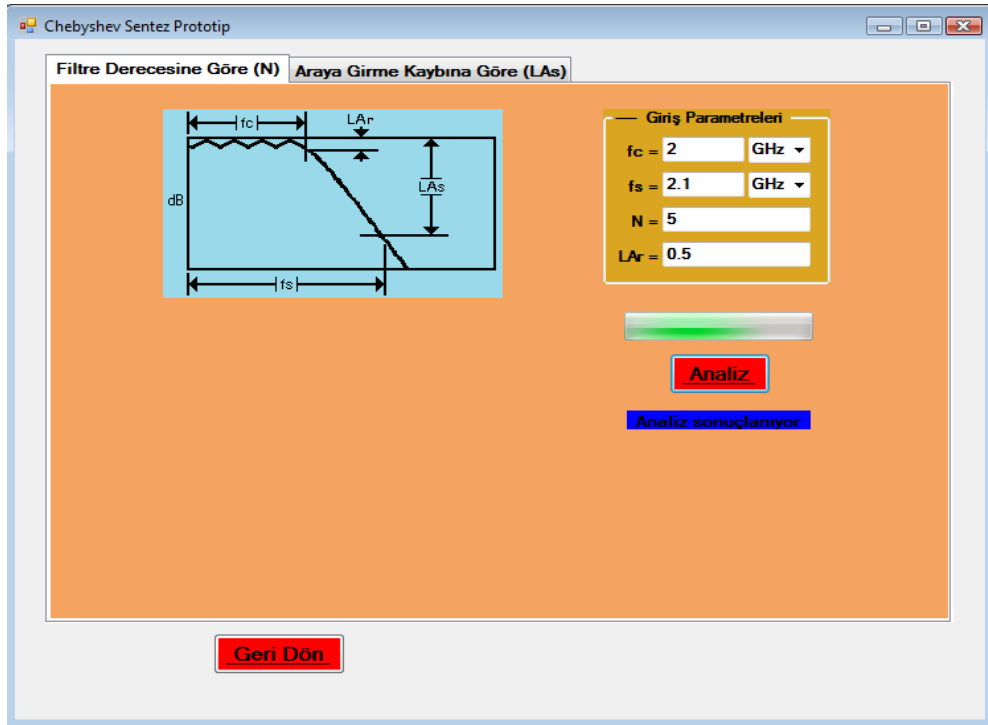 Chebyshev Sentez Prototip
Filtre Derecesine Göre (N)
Araya Girme Kaybına Göre (LAs)
fc
LAr
LAs
dB
fs
Giriş Parametreleri
fc = 2 GHz
fs = 2.1 GHz
N = 5
LAr = 0.5
Analiz
Analiz sonuçlanıyor
Geri Dön